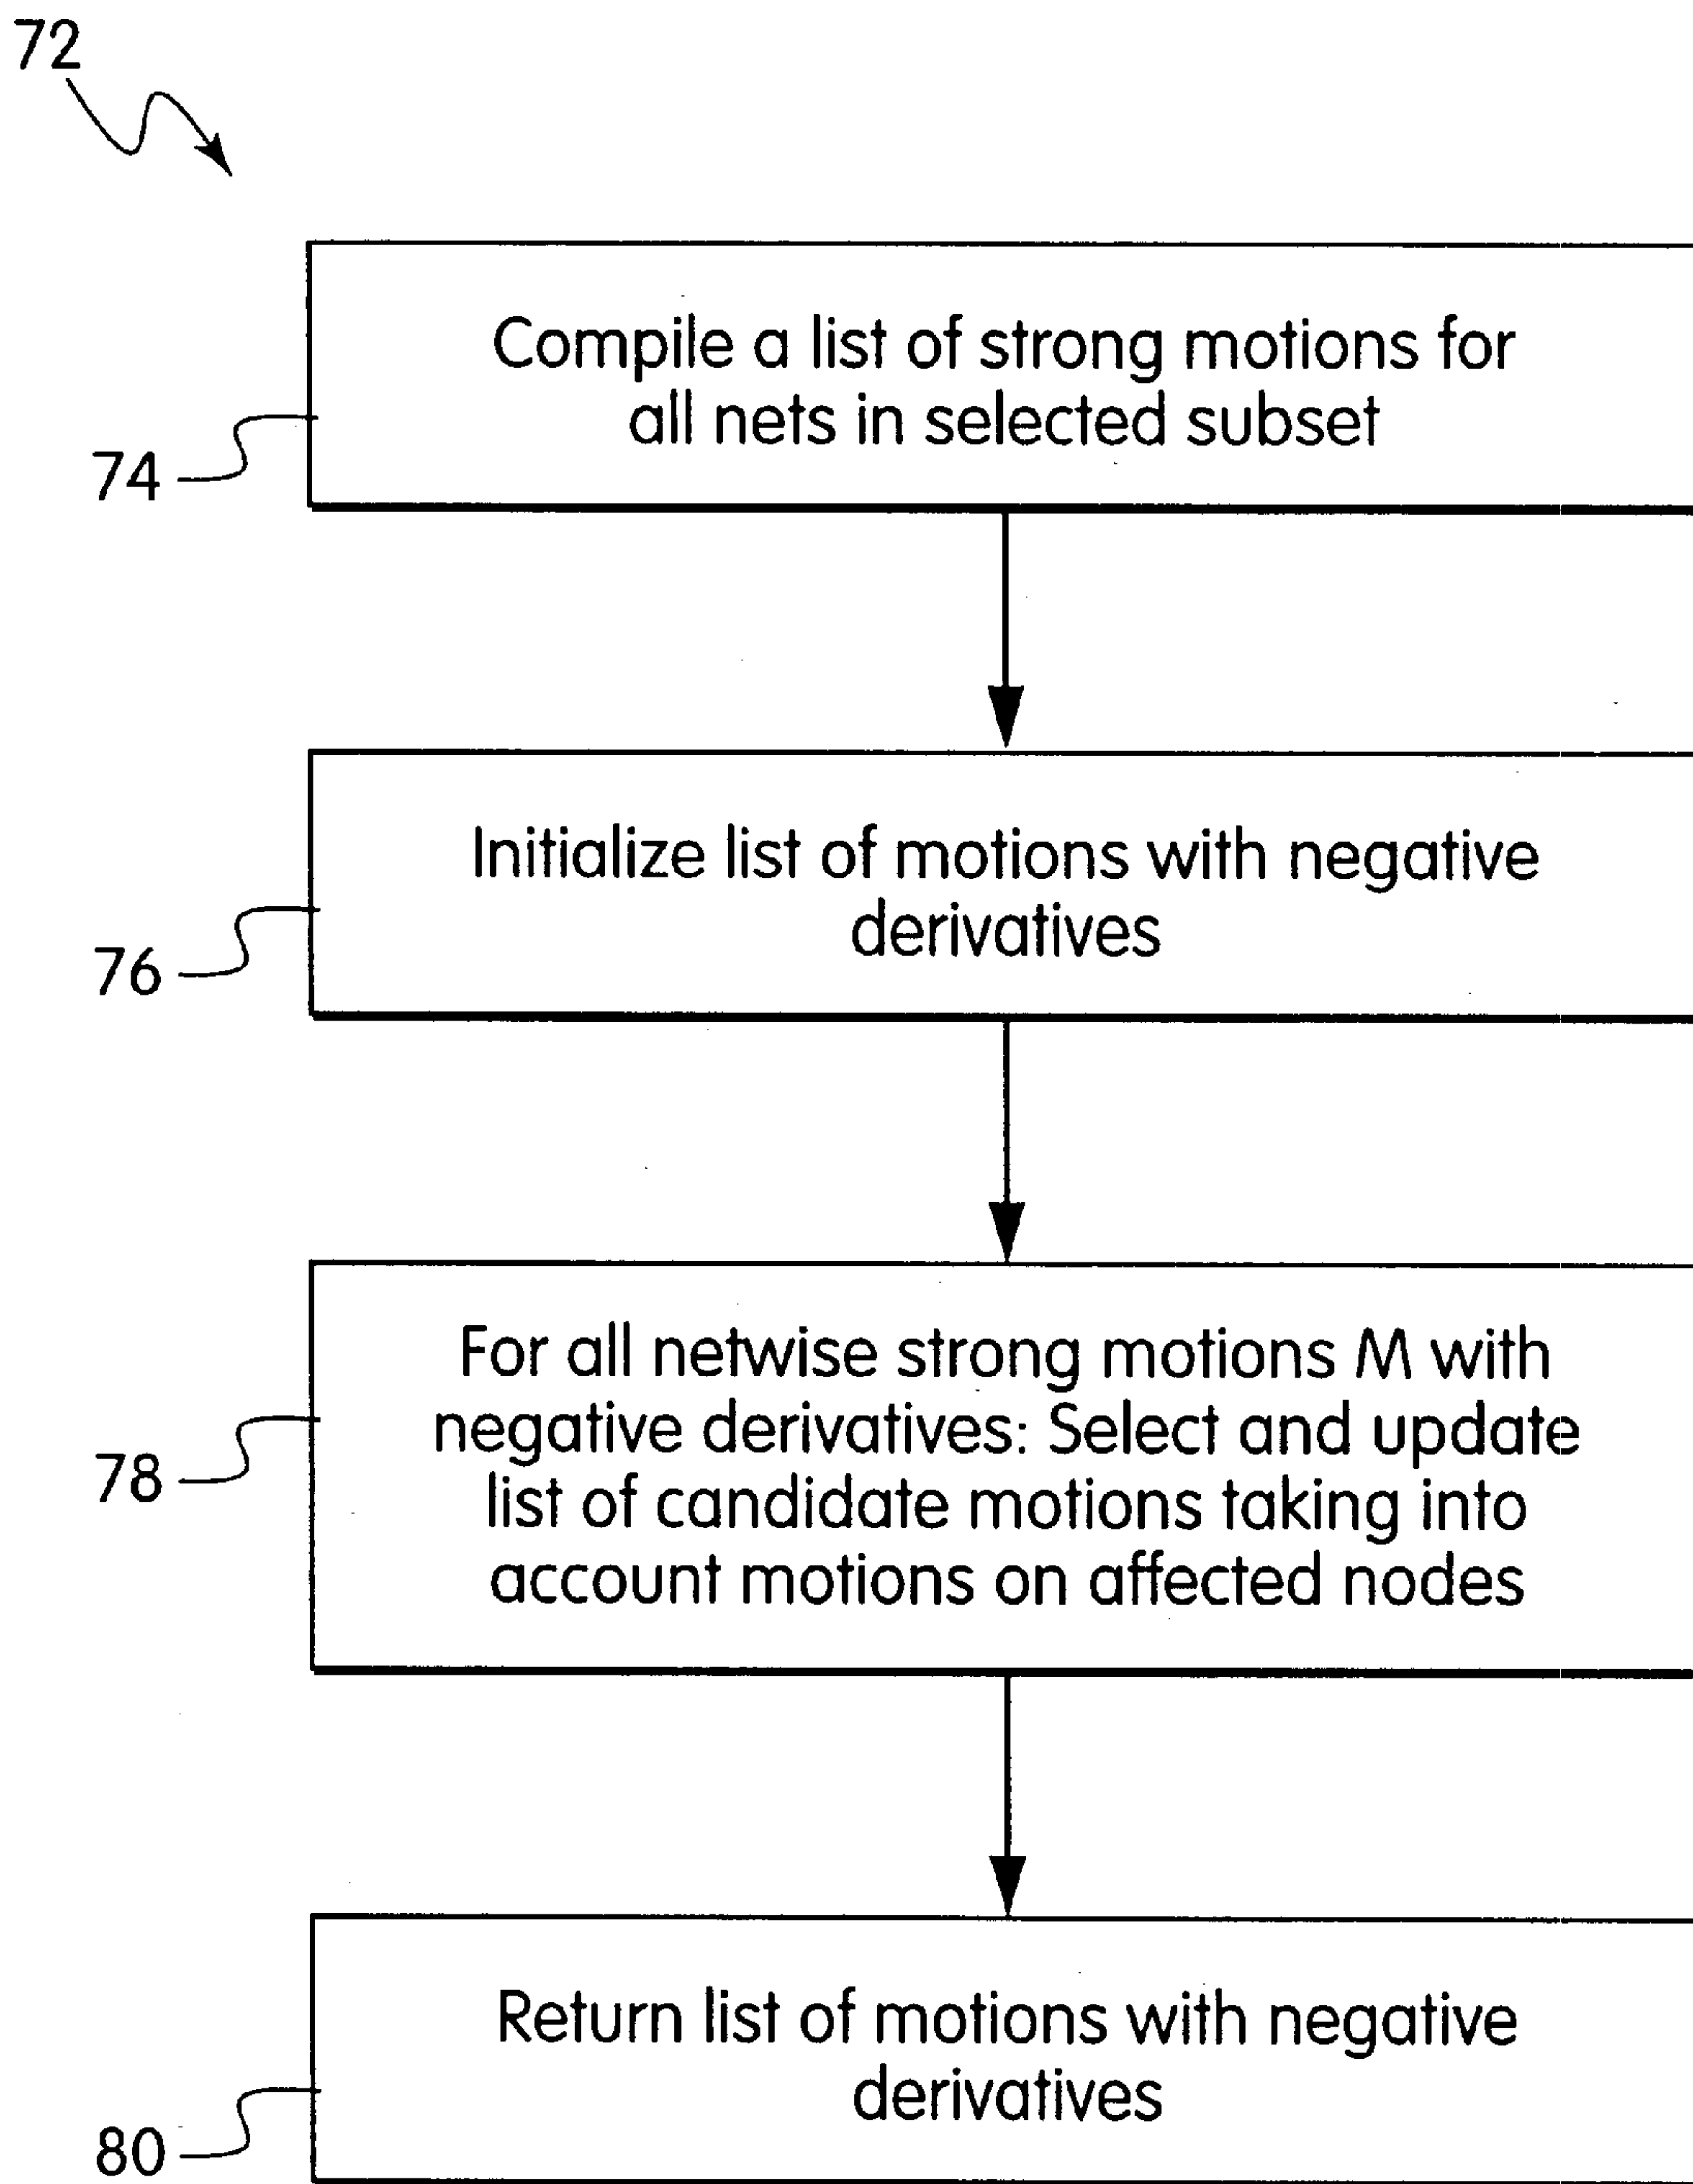 72
Compile a list of strong motions for
all nets in selected subset
74
Initialize list of motions with negative
derivatives
76
For all netwise strong motions M with
negative derivatives: Select and update
list of candidate motions taking into
account motions on affected nodes
78
Return list of motions with negative
derivatives
80